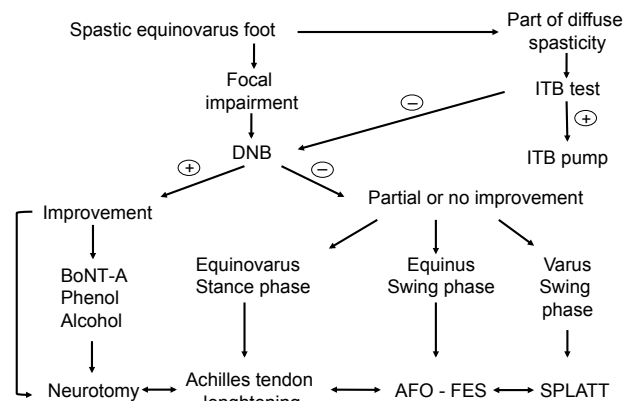 Spastic equinovarus foot
Part of diffuse
spasticity
Focal
impairment
ITB test
−
+
DNB
ITB pump
+
−
Improvement
Partial or no improvement
BoNT-A
Phenol
Alcohol
Equinovarus
Stance phase
Equinus
Swing phase
Varus
Swing
phase
Neurotomy
Achilles tendon
lenghtening
AFO - FES
SPLATT